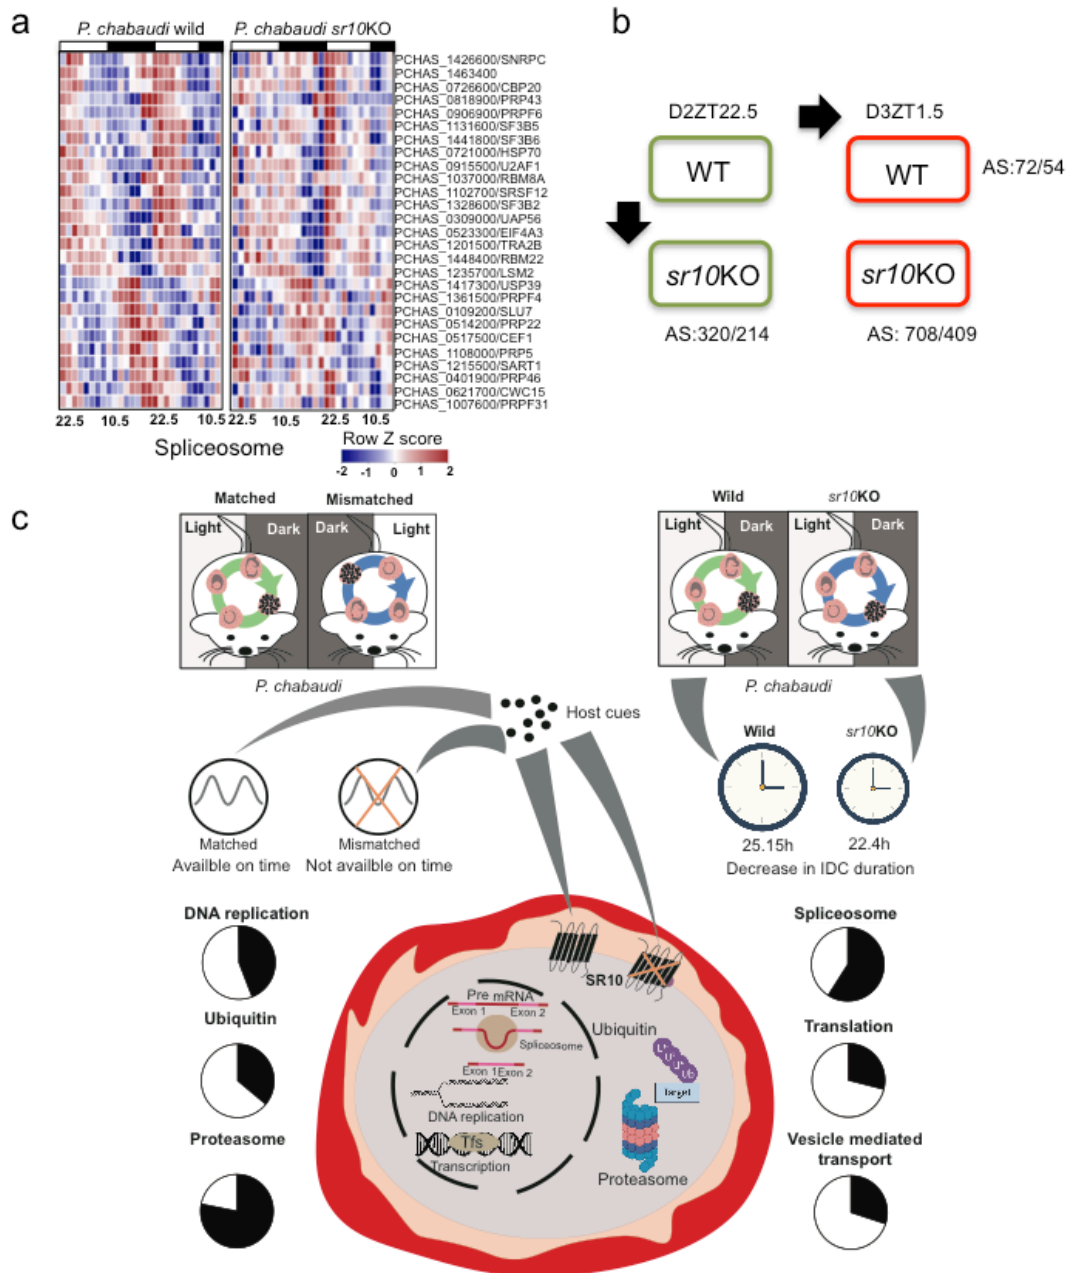 a
P. chabaudi wild
P. chabaudi sr10KO
PCHAS_1426600/SNRPC
PCHAS_1463400
PCHAS_0726600/CBP20
PCHAS_0818900/PRP43
PCHAS_0906900/PRPF6
PCHAS_1131600/SF3B5
PCHAS_1441800/SF3B6
PCHAS_0721000/HSP70
PCHAS_0915500/U2AF1
PCHAS_1037000/RBM8A
PCHAS_1102700/SRSF12
PCHAS_1328600/SF3B2
PCHAS_0309000/UAP56
PCHAS_0523300/EIF4A3
PCHAS_1201500/TRA2B
PCHAS_1448400/RBM22
PCHAS_1235700/LSM2
PCHAS_1417300/USP39
PCHAS_1361500/PRPF4
PCHAS_0109200/SLU7
PCHAS_0514200/PRP22
PCHAS_0517500/CEF1
PCHAS_1108000/PRP5
PCHAS_1215500/SART1
PCHAS_0401900/PRP46
PCHAS_0621700/CWC15
PCHAS_1007600/PRPF31
22.5 10.5 22.5 10.5 22.5 10.5 22.5 10.5
Spliceosome
Row Z score
-2 -1 0 1 2
b
D2ZT22.5
D3ZT1.5
WT
WT
AS:72/54
sr10KO
sr10KO
AS:320/214
AS: 708/409
c
Matched
Mismatched
Light
Dark
Dark
Light
P. chabaudi
Wild
sr10KO
Light
Dark
Light
Dark
P. chabaudi
Host cues
Matched
Availble on time
Mismatched
Not availble on time
Wild
sr10KO
25.15h
22.4h
Decrease in IDC duration
DNA replication
Ubiquitin
Proteasome
Spliceosome
Translation
Vesicle mediated
transport
SR10
Pre mRNA
Exon 1
Exon 2
Spliceosome
Exon 1 Exon 2
DNA replication
Tfs
Transcription
Ubiquitin
Ub
Target
Proteasome